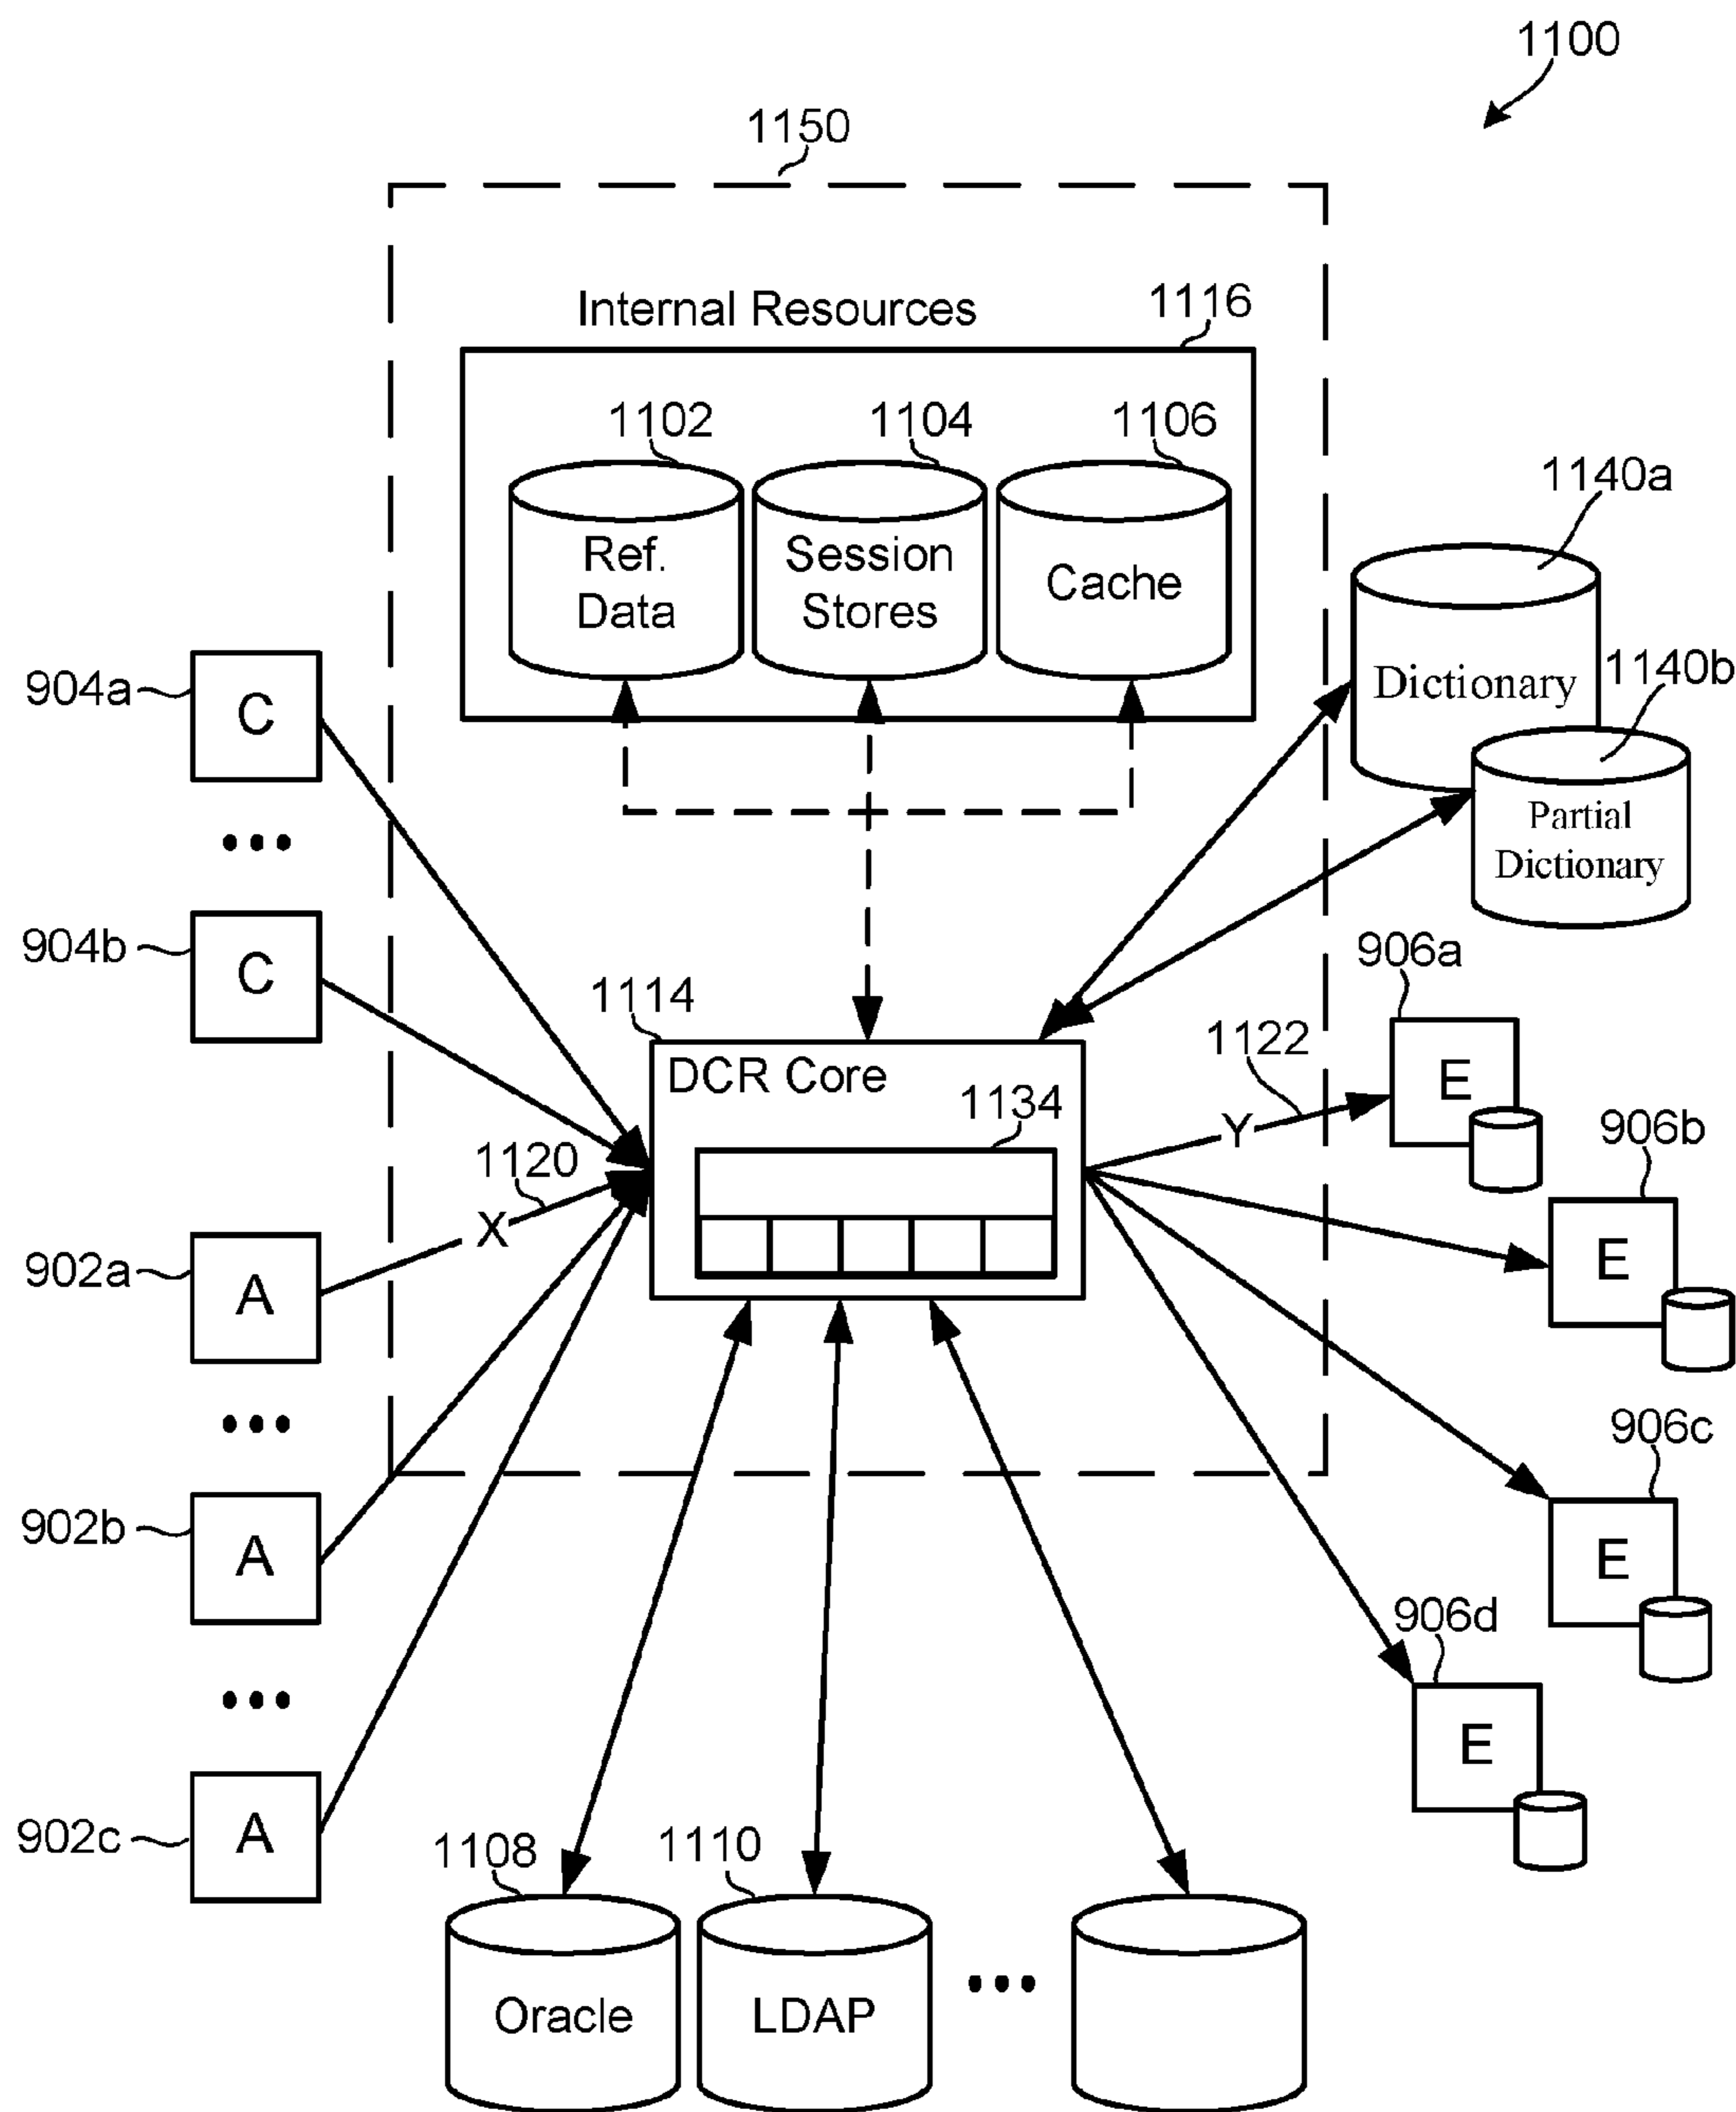 1100
1150
Internal Resources
1116
1102
1104
1106
Ref.
Data
Session
Stores
Cache
1140a
Dictionary
1140b
Partial
Dictionary
904a
C
•••
904b
C
1114
DCR Core
1134
1120
X
1122
Y
906a
E
906b
E
906c
E
906d
E
902a
A
•••
902b
A
•••
902c
A
1108
Oracle
1110
LDAP
•••